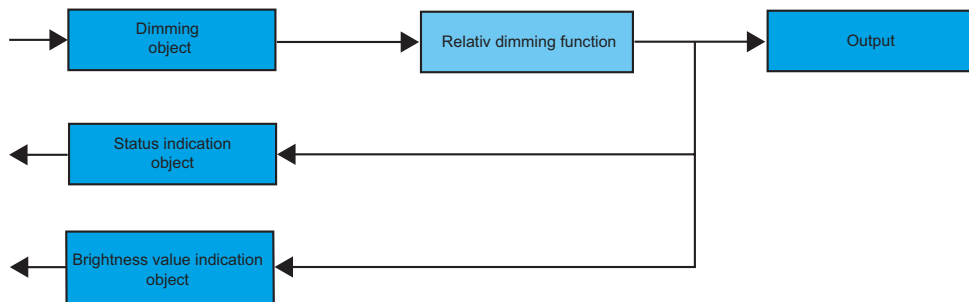 Dimming
object
Relativ dimming function
Output
Status indication
object
Brightness value indication
object